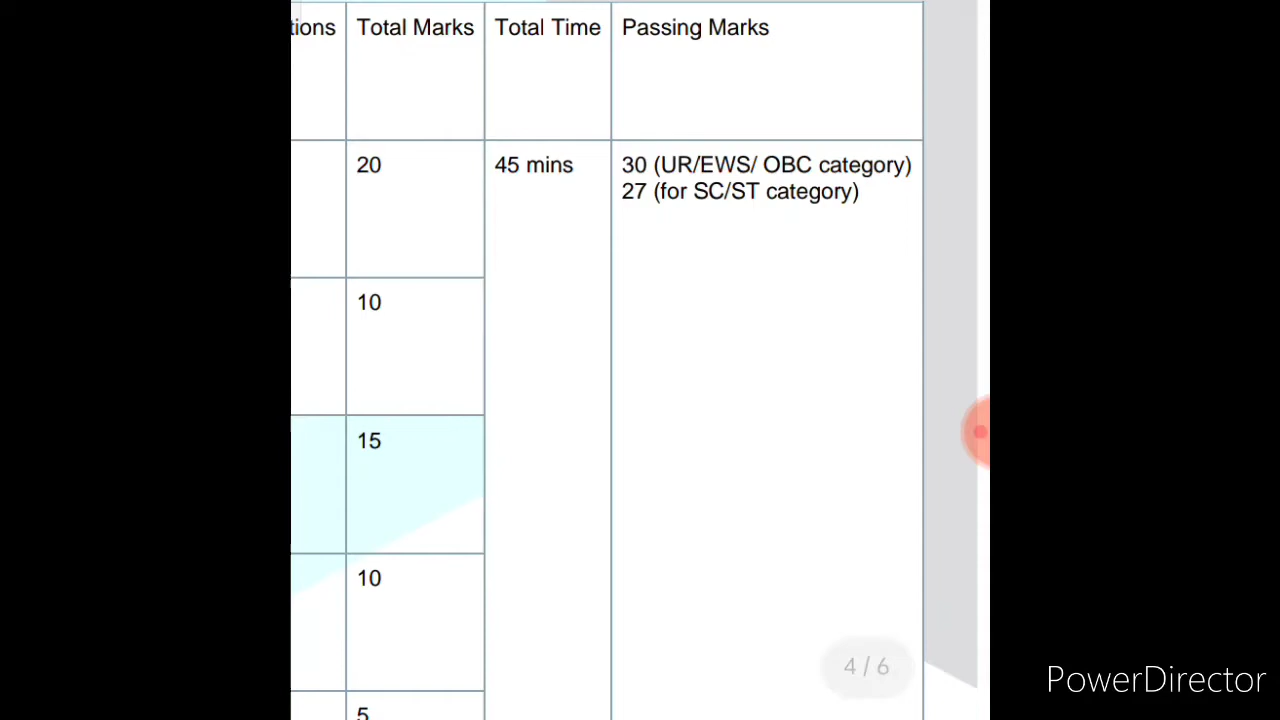 tions Total Marks Total Time Passing Marks
20 45 mins 30 (UR/EWS/ OBC category)
27 (for SC/ST category)
10
15
10
5
4 / 6
PowerDirector